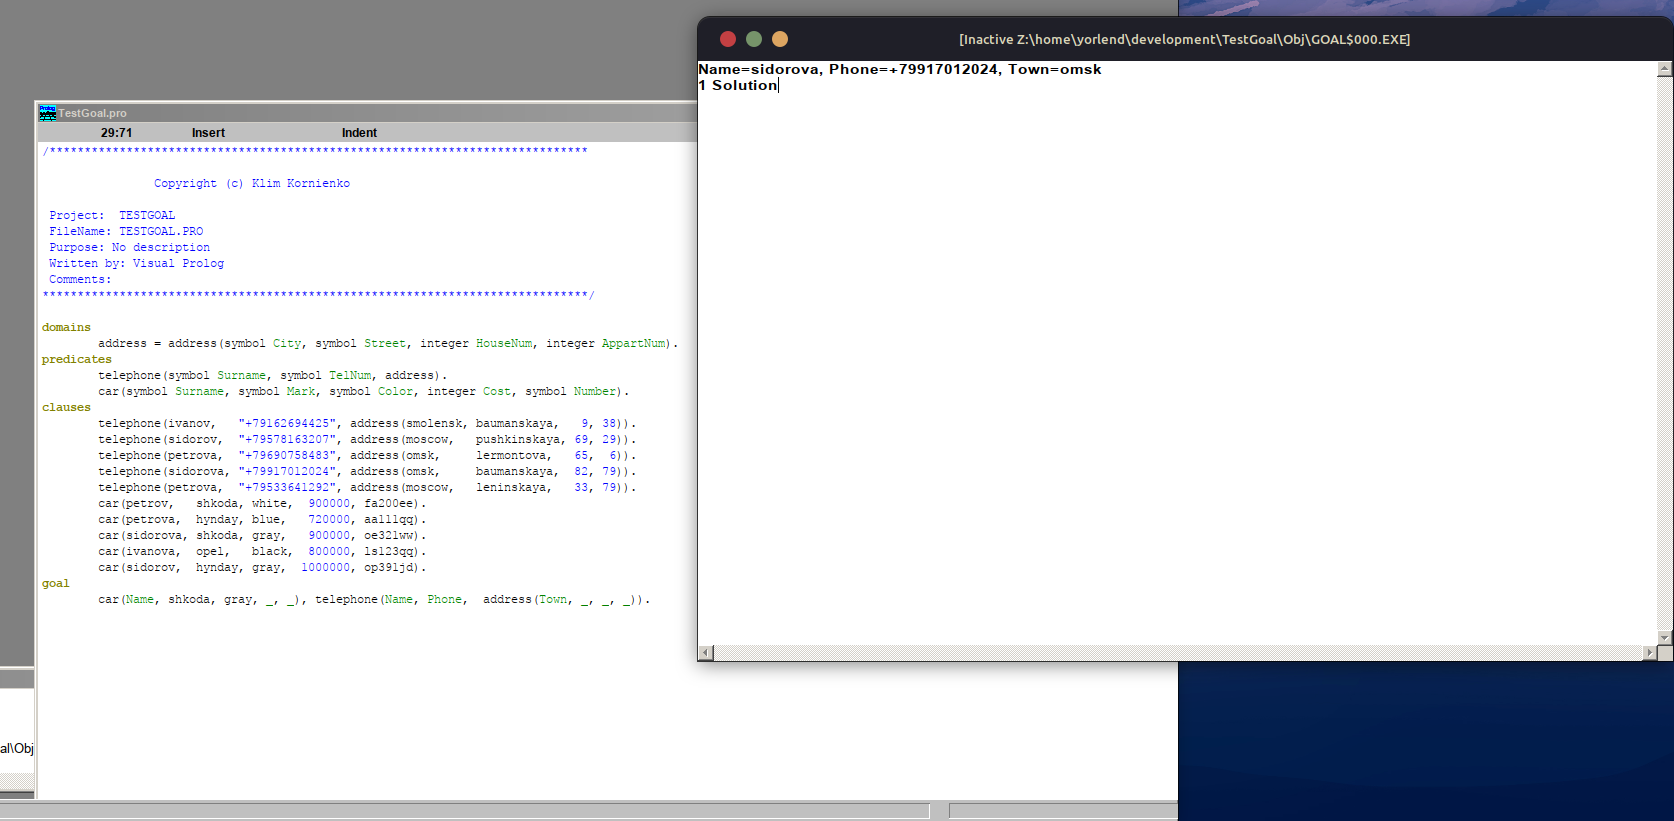 [Inactive Z:\home\yorlend\development\TestGoal\Obj\GOAL$000.EXE]
Name=sidorova, Phone=+79917012024, Town=omsk
1 Solution
TestGoal.pro
29:71 Insert Indent
/*****************************************************************************
Copyright (c) Klim Kornienko
Project: TESTGOAL
FileName: TESTGOAL.PRO
Purpose: No description
Written by: Visual Prolog
Comments:
******************************************************************************/
domains
address = address(symbol City, symbol Street, integer HouseNum, integer AppartNum).
predicates
telephone(symbol Surname, symbol TelNum, address).
car(symbol Surname, symbol Mark, symbol Color, integer Cost, symbol Number).
clauses
telephone(ivanov, "+79162694425", address(smolensk, baumanskaya, 9, 38)).
telephone(sidorov, "+79578163207", address(moscow, pushkinskaya, 69, 29)).
telephone(petrova, "+79690758483", address(omsk, lermontova, 65, 6)).
telephone(sidorova, "+79917012024", address(omsk, baumanskaya, 82, 79)).
telephone(petrova, "+79533641292", address(moscow, leninskaya, 33, 79)).
car(petrov, shkoda, white, 900000, fa200ee).
car(petrova, hynday, blue, 720000, aa111qq).
car(sidorova, shkoda, gray, 900000, oe321ww).
car(ivanova, opel, black, 800000, ls123qq).
car(sidorov, hynday, gray, 1000000, op391jd).
goal
car(Name, shkoda, gray, _, _), telephone(Name, Phone, address(Town, _, _, _)).
al\Obj